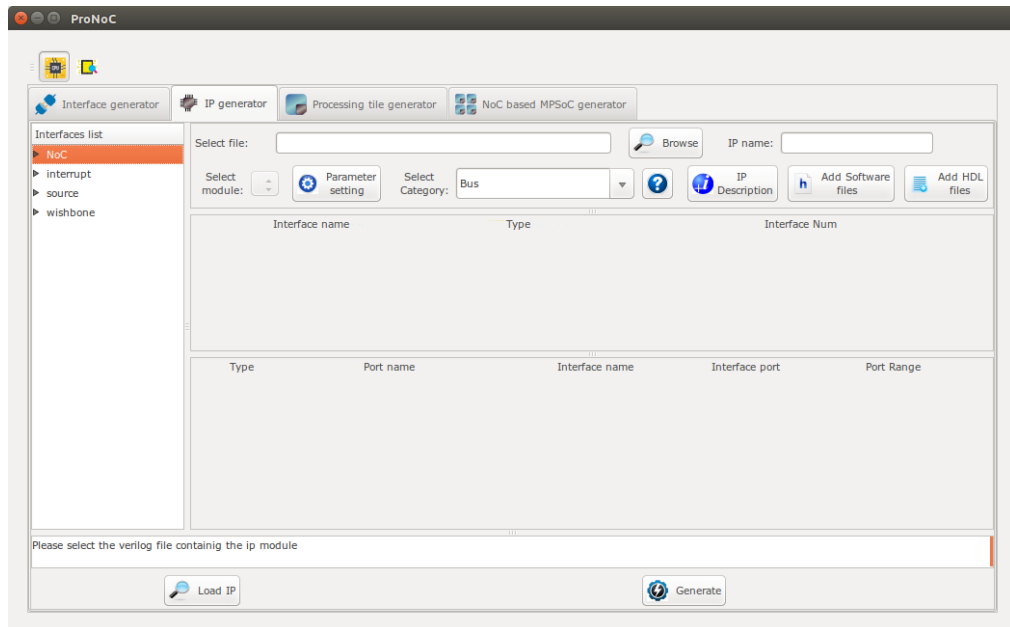 ProNoC
Interface generator
IP generator
Processing tile generator
NoC based MPSoC generator
Interfaces list
NoC
interrupt
source
wishbone
Select file:
Browse
IP name:
Select
module:
Parameter
setting
Select
Category:
Bus
IP
Description
h
Add Software
files
Add HDL
files
Interface name
Type
Interface Num
Type
Port name
Interface name
Interface port
Port Range
Please select the verilog file containig the ip module
Load IP
Generate